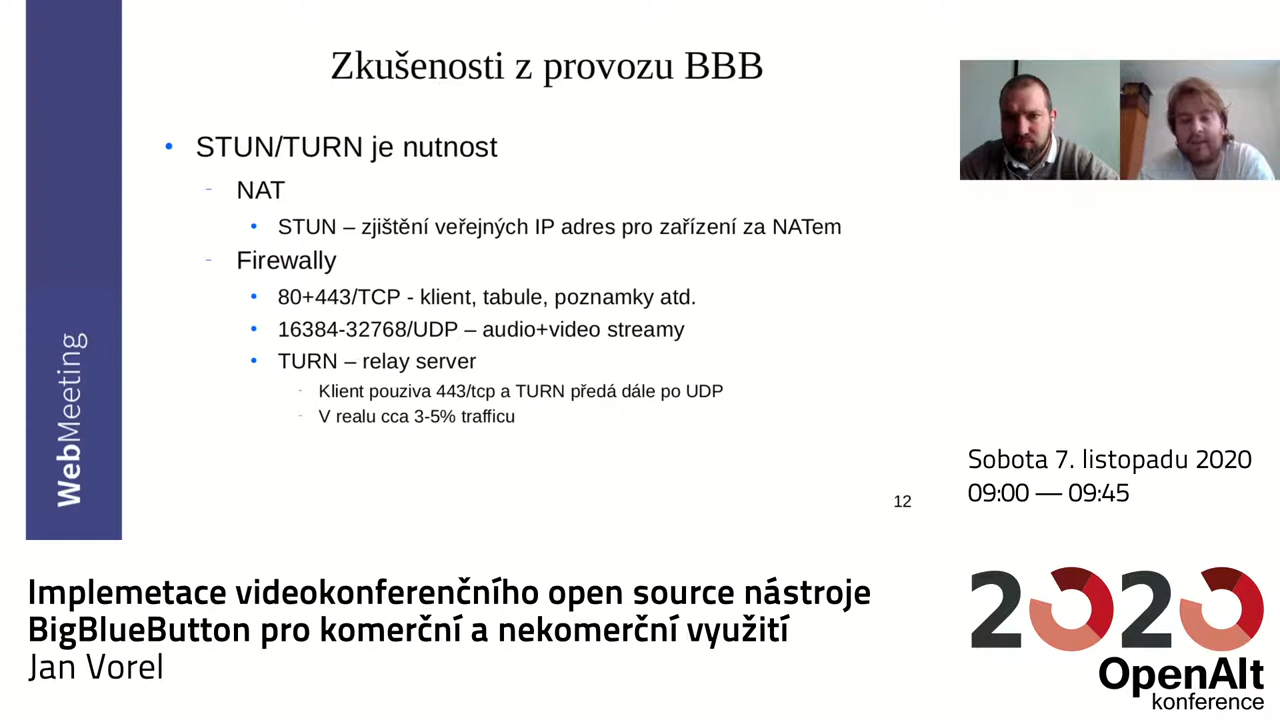 Zkušenosti z provozu BBB
• STUN/TURN je nutnost
- NAT
• STUN – zjištění veřejných IP adres pro zařízení za NATem
- Firewally
• 80+443/TCP - klient, tabule, poznamky atd.
• 16384-32768/UDP – audio+video streamy
• TURN – relay server
- Klient pouziva 443/tcp a TURN předá dále po UDP
- V realu cca 3-5% trafficu
12
WebMeeting
Sobota 7. listopadu 2020
09:00 — 09:45
Implemetace videokonferenčního open source nástroje
BigBlueButton pro komerční a nekomerční využití
Jan Vorel
2020
OpenAlt
konference